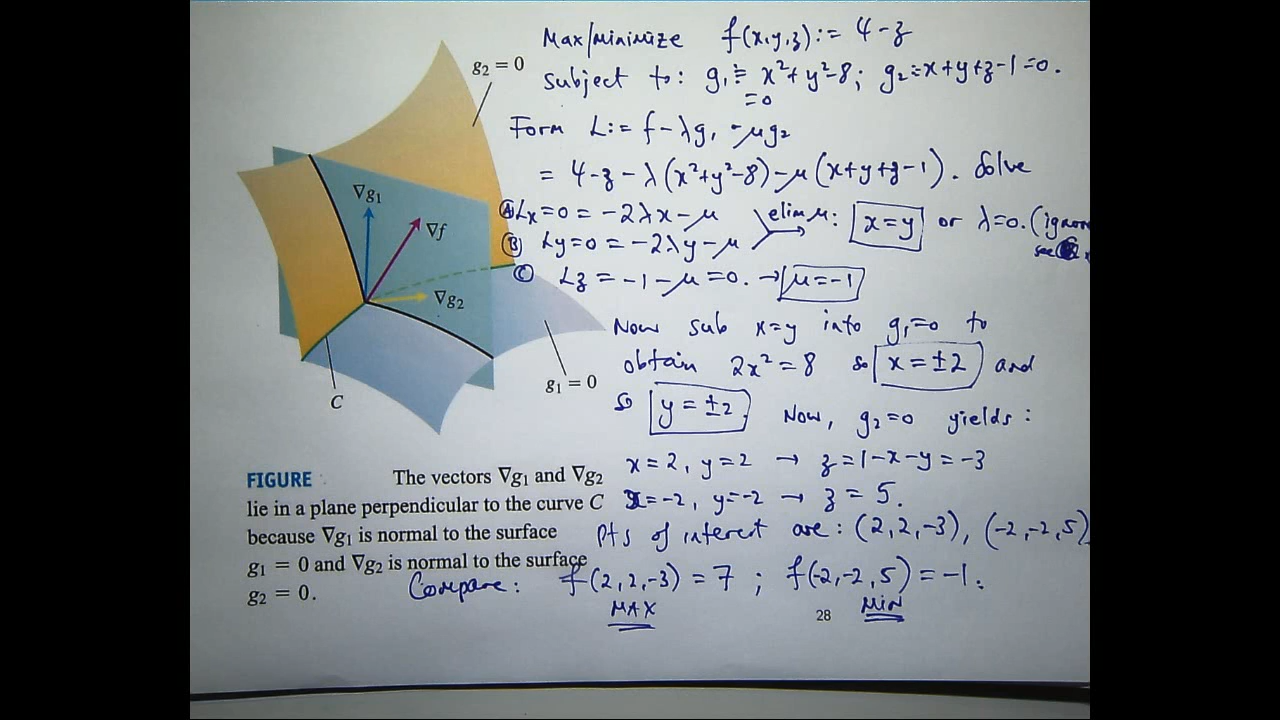 Max/Minimize f(x,y,z) := 4-z
g₂ = 0
Subject to: g₁ := x²+y²-8; g₂ := x+y+z-1=0.
=0
Form L := f-λg₁-μg₂
= 4-z-λ(x²+y²-8)-μ(x+y+z-1). Solve
∇g₁
∇f
∇g₂
Ⓐ Lx=0=-2λx-μ
Ⓑ Ly=0=-2λy-μ
elim μ: x=y or λ=0. (ignore
see
Ⓒ Lz=-1-μ=0. → μ=-1
Now sub x=y into g₁=0 to
obtain 2x²=8 so x=±2 and
g₁ = 0
C
so y=±2. Now, g₂=0 yields:
x=2, y=2 → z=1-x-y=-3
x=-2, y=-2 → z=5.
FIGURE The vectors ∇g₁ and ∇g₂
lie in a plane perpendicular to the curve C
because ∇g₁ is normal to the surface
g₁ = 0 and ∇g₂ is normal to the surface
g₂ = 0.
Pts of interest are: (2,2,-3), (-2,-2,5)
Compare: f(2,2,-3)=7; f(-2,-2,5)=-1.
MAX MIN
28